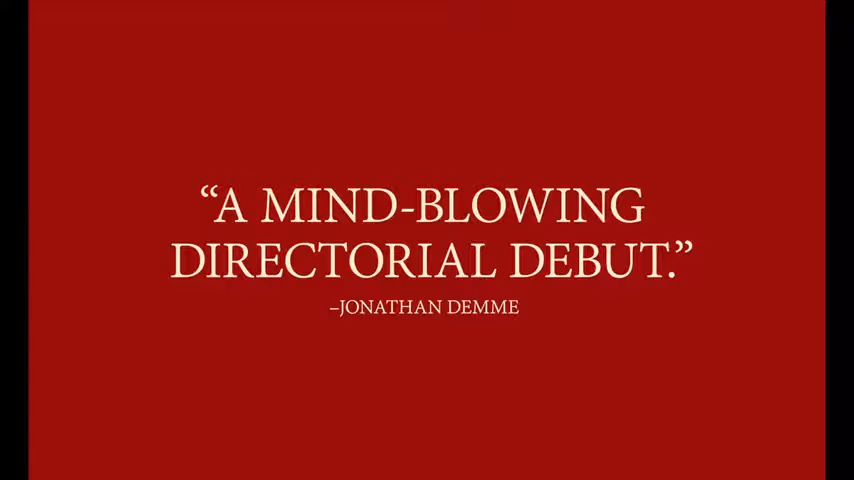 “A MIND-BLOWING
DIRECTORIAL DEBUT.”
–JONATHAN DEMME